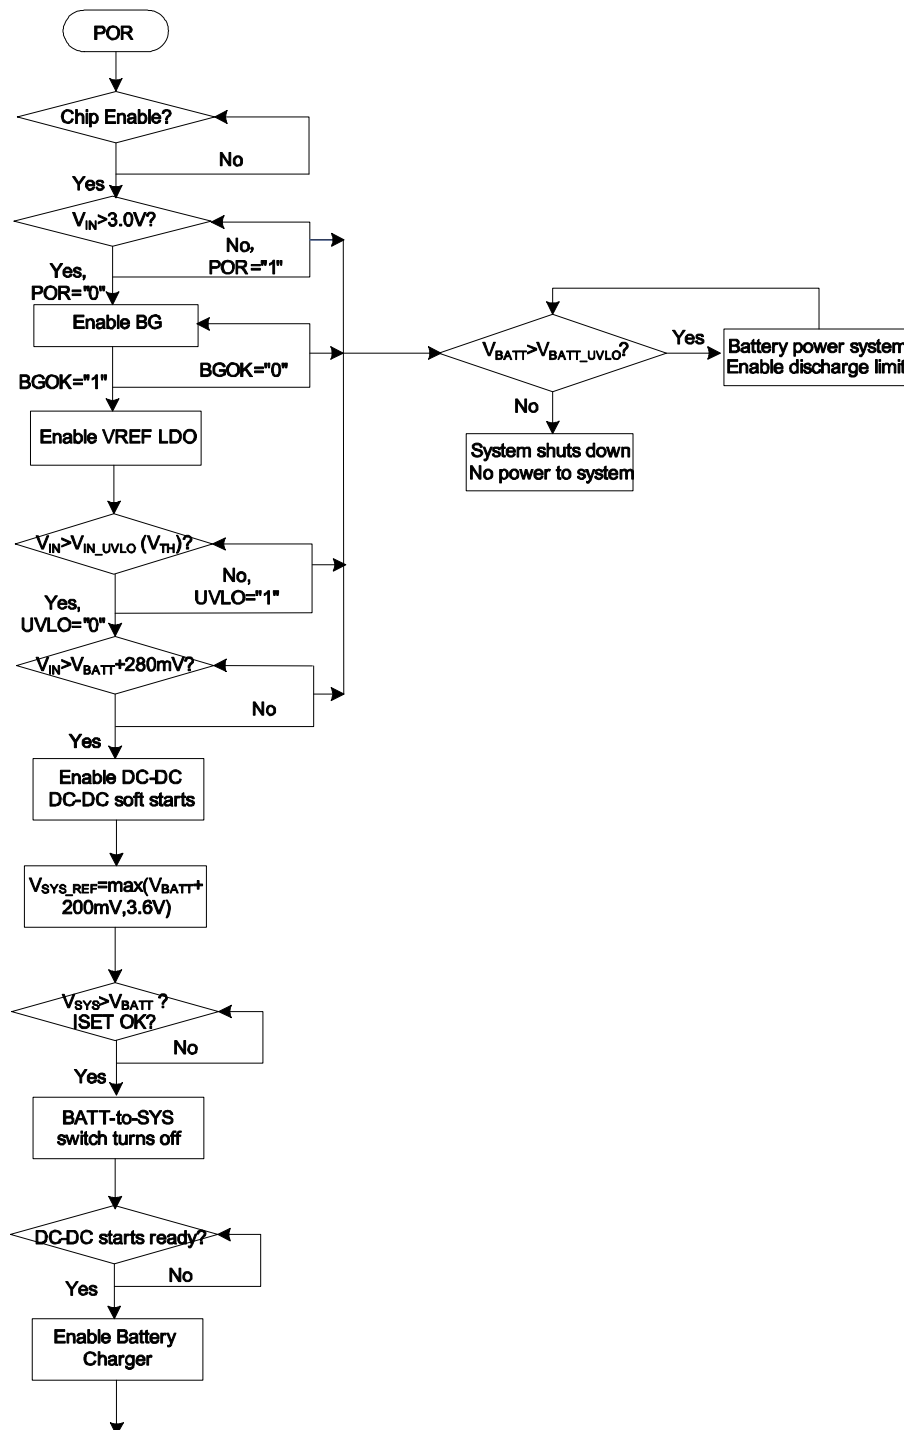 POR
Chip Enable?
No
Yes
VIN>3.0V?
No,
POR="1"
Yes,
POR="0"
Enable BG
BGOK="0"
BGOK="1"
Enable VREF LDO
VIN>VIN_UVLO (VTH)?
No,
UVLO="1"
Yes,
UVLO="0"
VIN>VBATT+280mV?
No
Yes
Enable DC-DC
DC-DC soft starts
VSYS_REF=max(VBATT+
200mV,3.6V)
VSYS>VBATT ?
ISET OK?
No
Yes
BATT-to-SYS
switch turns off
DC-DC starts ready?
No
Yes
Enable Battery
Charger
VBATT>VBATT_UVLO?
Yes
Battery power system
Enable discharge limit
No
System shuts down
No power to system